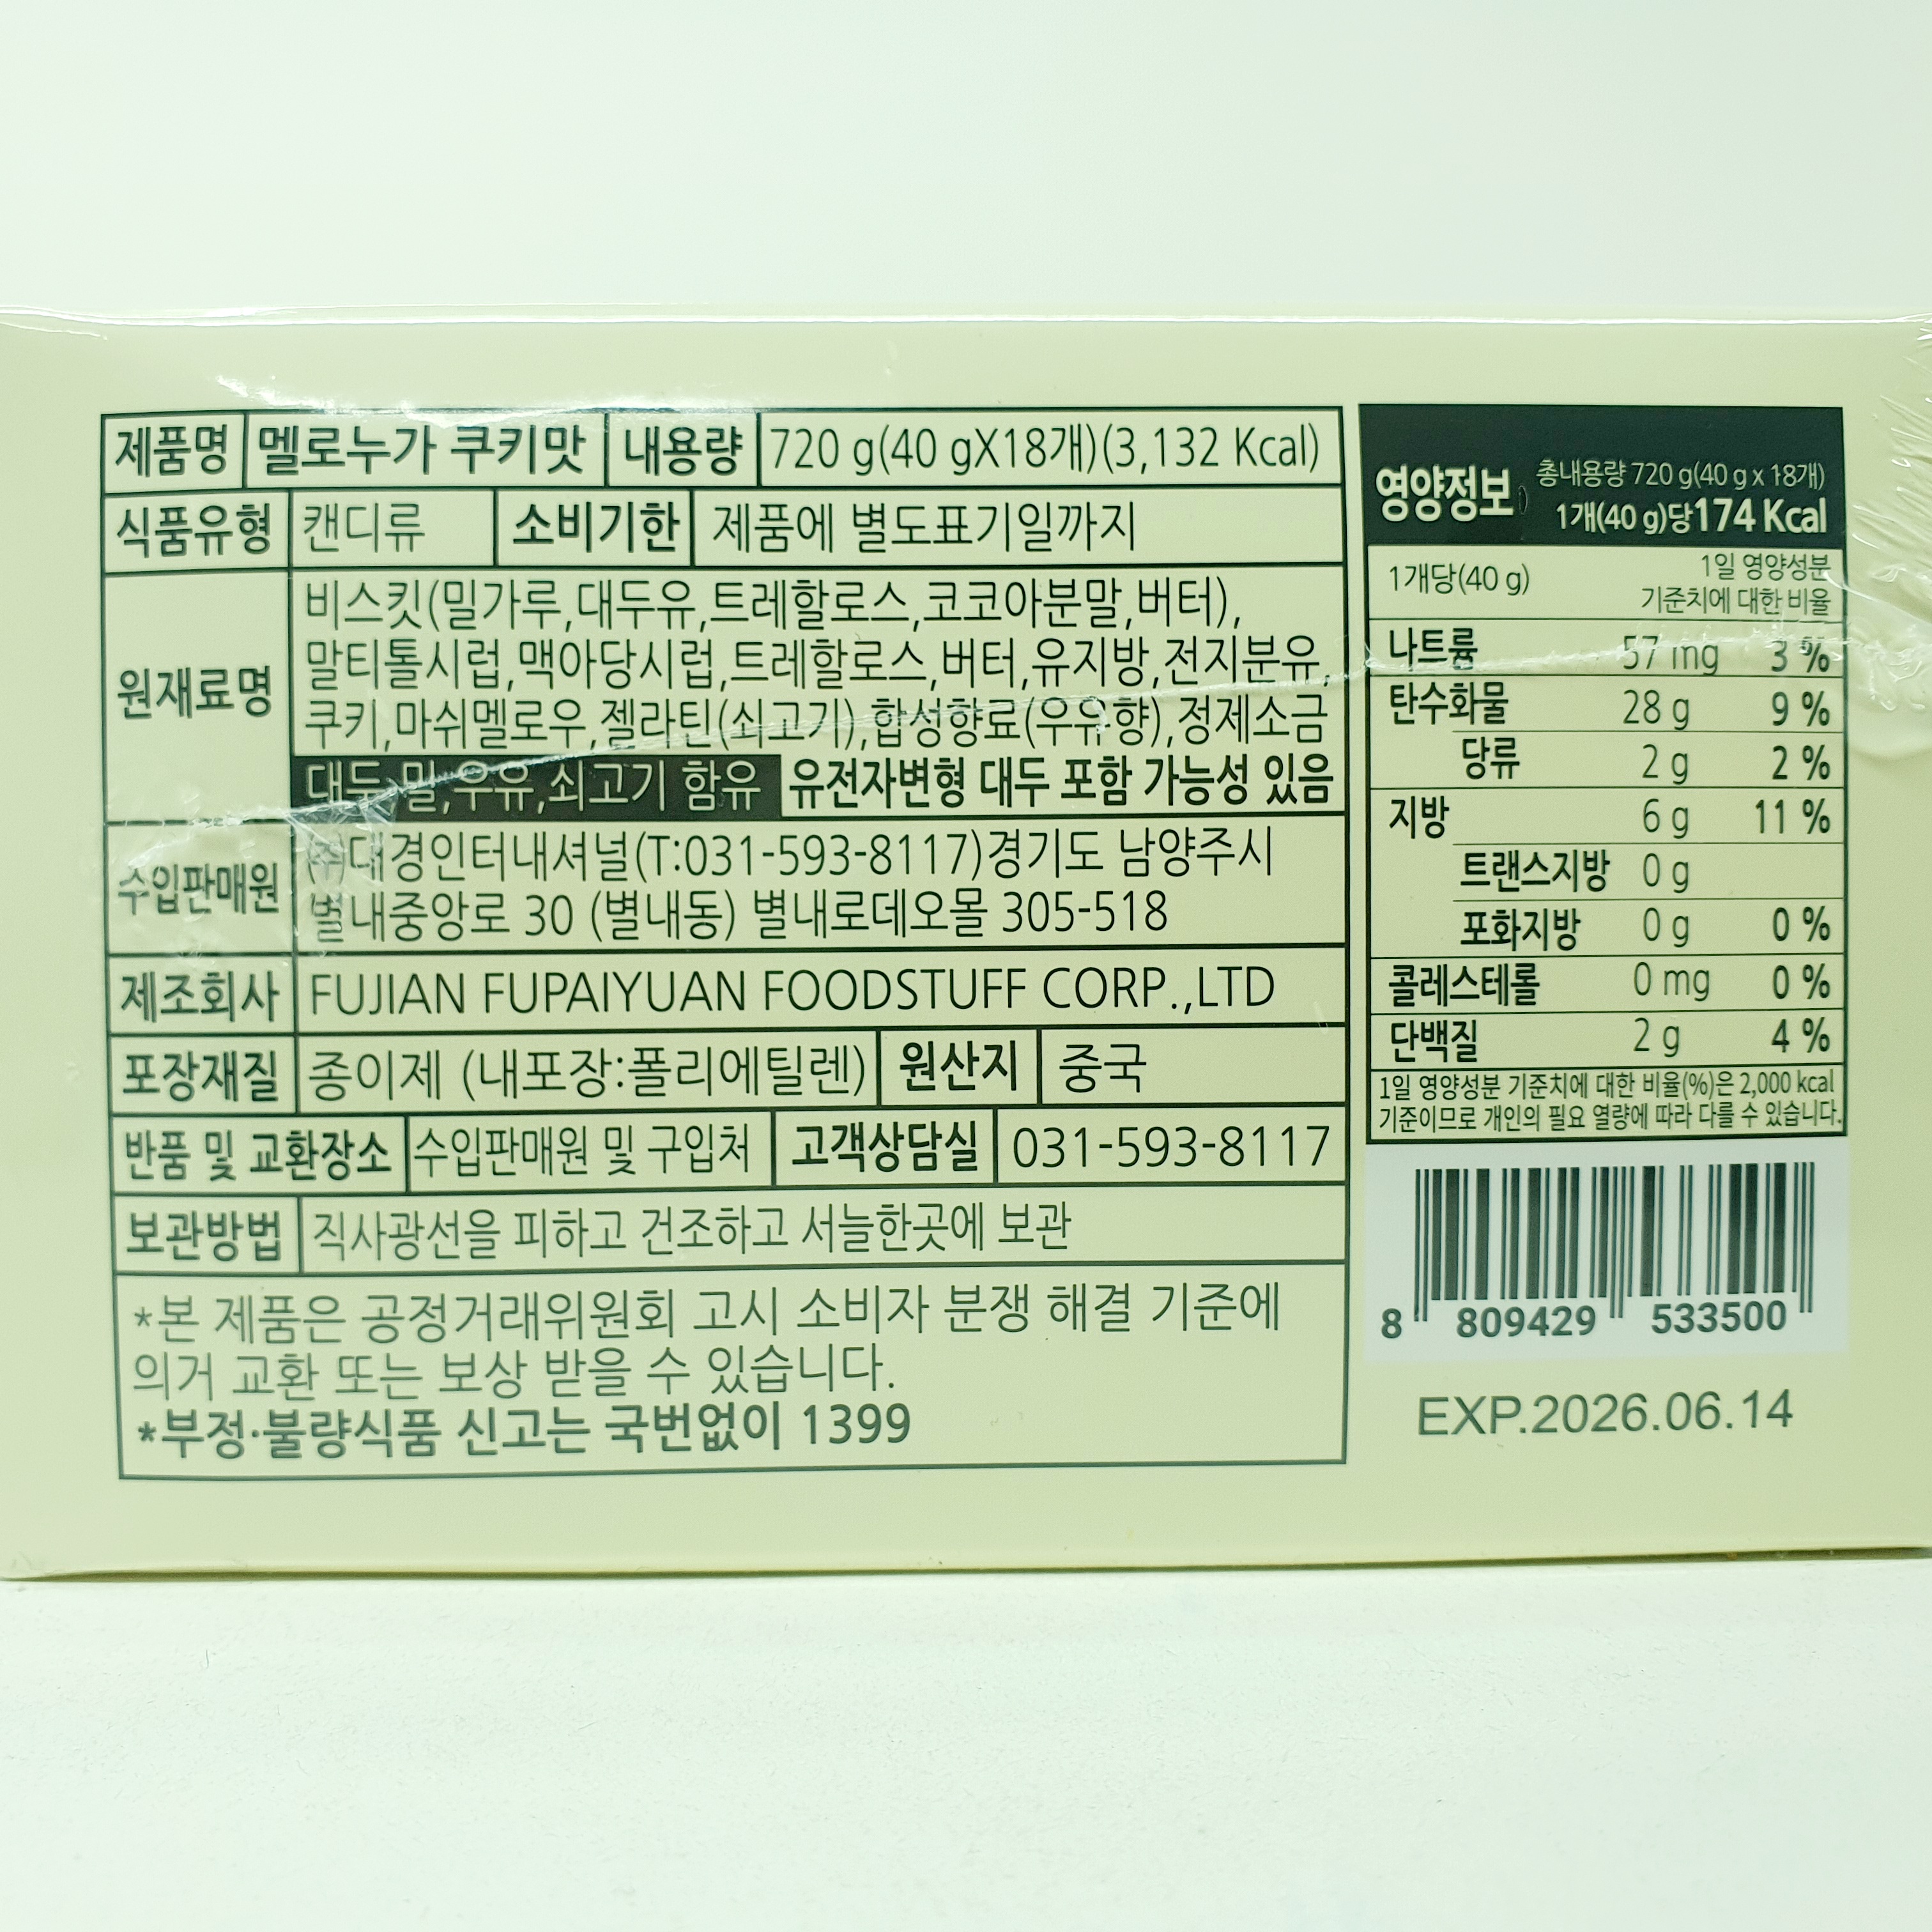 제품명 멜로누가 쿠키맛 내용량 720 g(40 gX18개)(3,132 Kcal)
식품유형 캔디류 소비기한 제품에 별도표기일까지
원재료명 비스킷(밀가루,대두유,트레할로스,코코아분말,버터),
말티톨시럽,맥아당시럽,트레할로스,버터,유지방,전지분유,
쿠키,마쉬멜로우,젤라틴(쇠고기),합성향료(우유향),정제소금
대두,밀,우유,쇠고기 함유 유전자변형 대두 포함 가능성 있음
수입판매원 (주)대경인터내셔널(T:031-593-8117)경기도 남양주시
별내중앙로 30 (별내동) 별내로데오몰 305-518
제조회사 FUJIAN FUPAIYUAN FOODSTUFF CORP.,LTD
포장재질 종이제 (내포장:폴리에틸렌) 원산지 중국
반품 및 교환장소 수입판매원 및 구입처 고객상담실 031-593-8117
보관방법 직사광선을 피하고 건조하고 서늘한곳에 보관
*본 제품은 공정거래위원회 고시 소비자 분쟁 해결 기준에
의거 교환 또는 보상 받을 수 있습니다.
*부정·불량식품 신고는 국번없이 1399
영양정보 총내용량 720 g(40 g x 18개)
1개(40 g)당174 Kcal
1개당(40 g) 1일 영양성분
기준치에 대한 비율
나트륨 57 mg 3 %
탄수화물 28 g 9 %
당류 2 g 2 %
지방 6 g 11 %
트랜스지방 0 g
포화지방 0 g 0 %
콜레스테롤 0 mg 0 %
단백질 2 g 4 %
1일 영양성분 기준치에 대한 비율(%)은 2,000 kcal
기준이므로 개인의 필요 열량에 따라 다를 수 있습니다.
8 809429 533500
EXP.2026.06.14